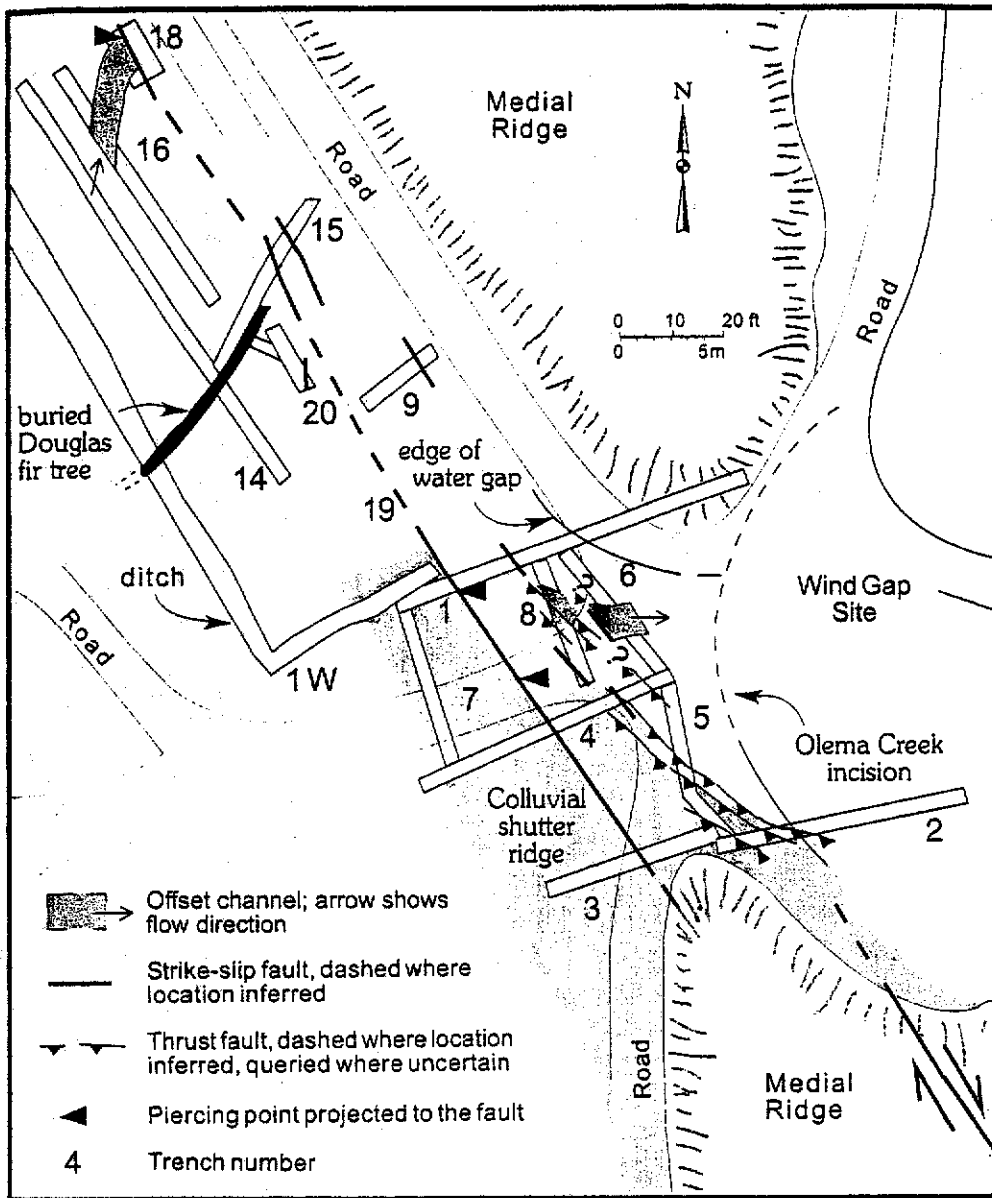 18
Medial
Ridge
N
16
Road
15
0 10 20 ft
0 5m
Road
buried
Douglas
fir tree
20
9
edge of
water gap
14
19
ditch
6
?
Wind Gap
Site
1
8
Road
1W
7
?
5
4
Olema Creek
incision
Colluvial
shutter
ridge
2
3
Offset channel; arrow shows
flow direction
Strike-slip fault, dashed where
location inferred
Thrust fault, dashed where location
inferred, queried where uncertain
Road
Medial
Ridge
Piercing point projected to the fault
4 Trench number